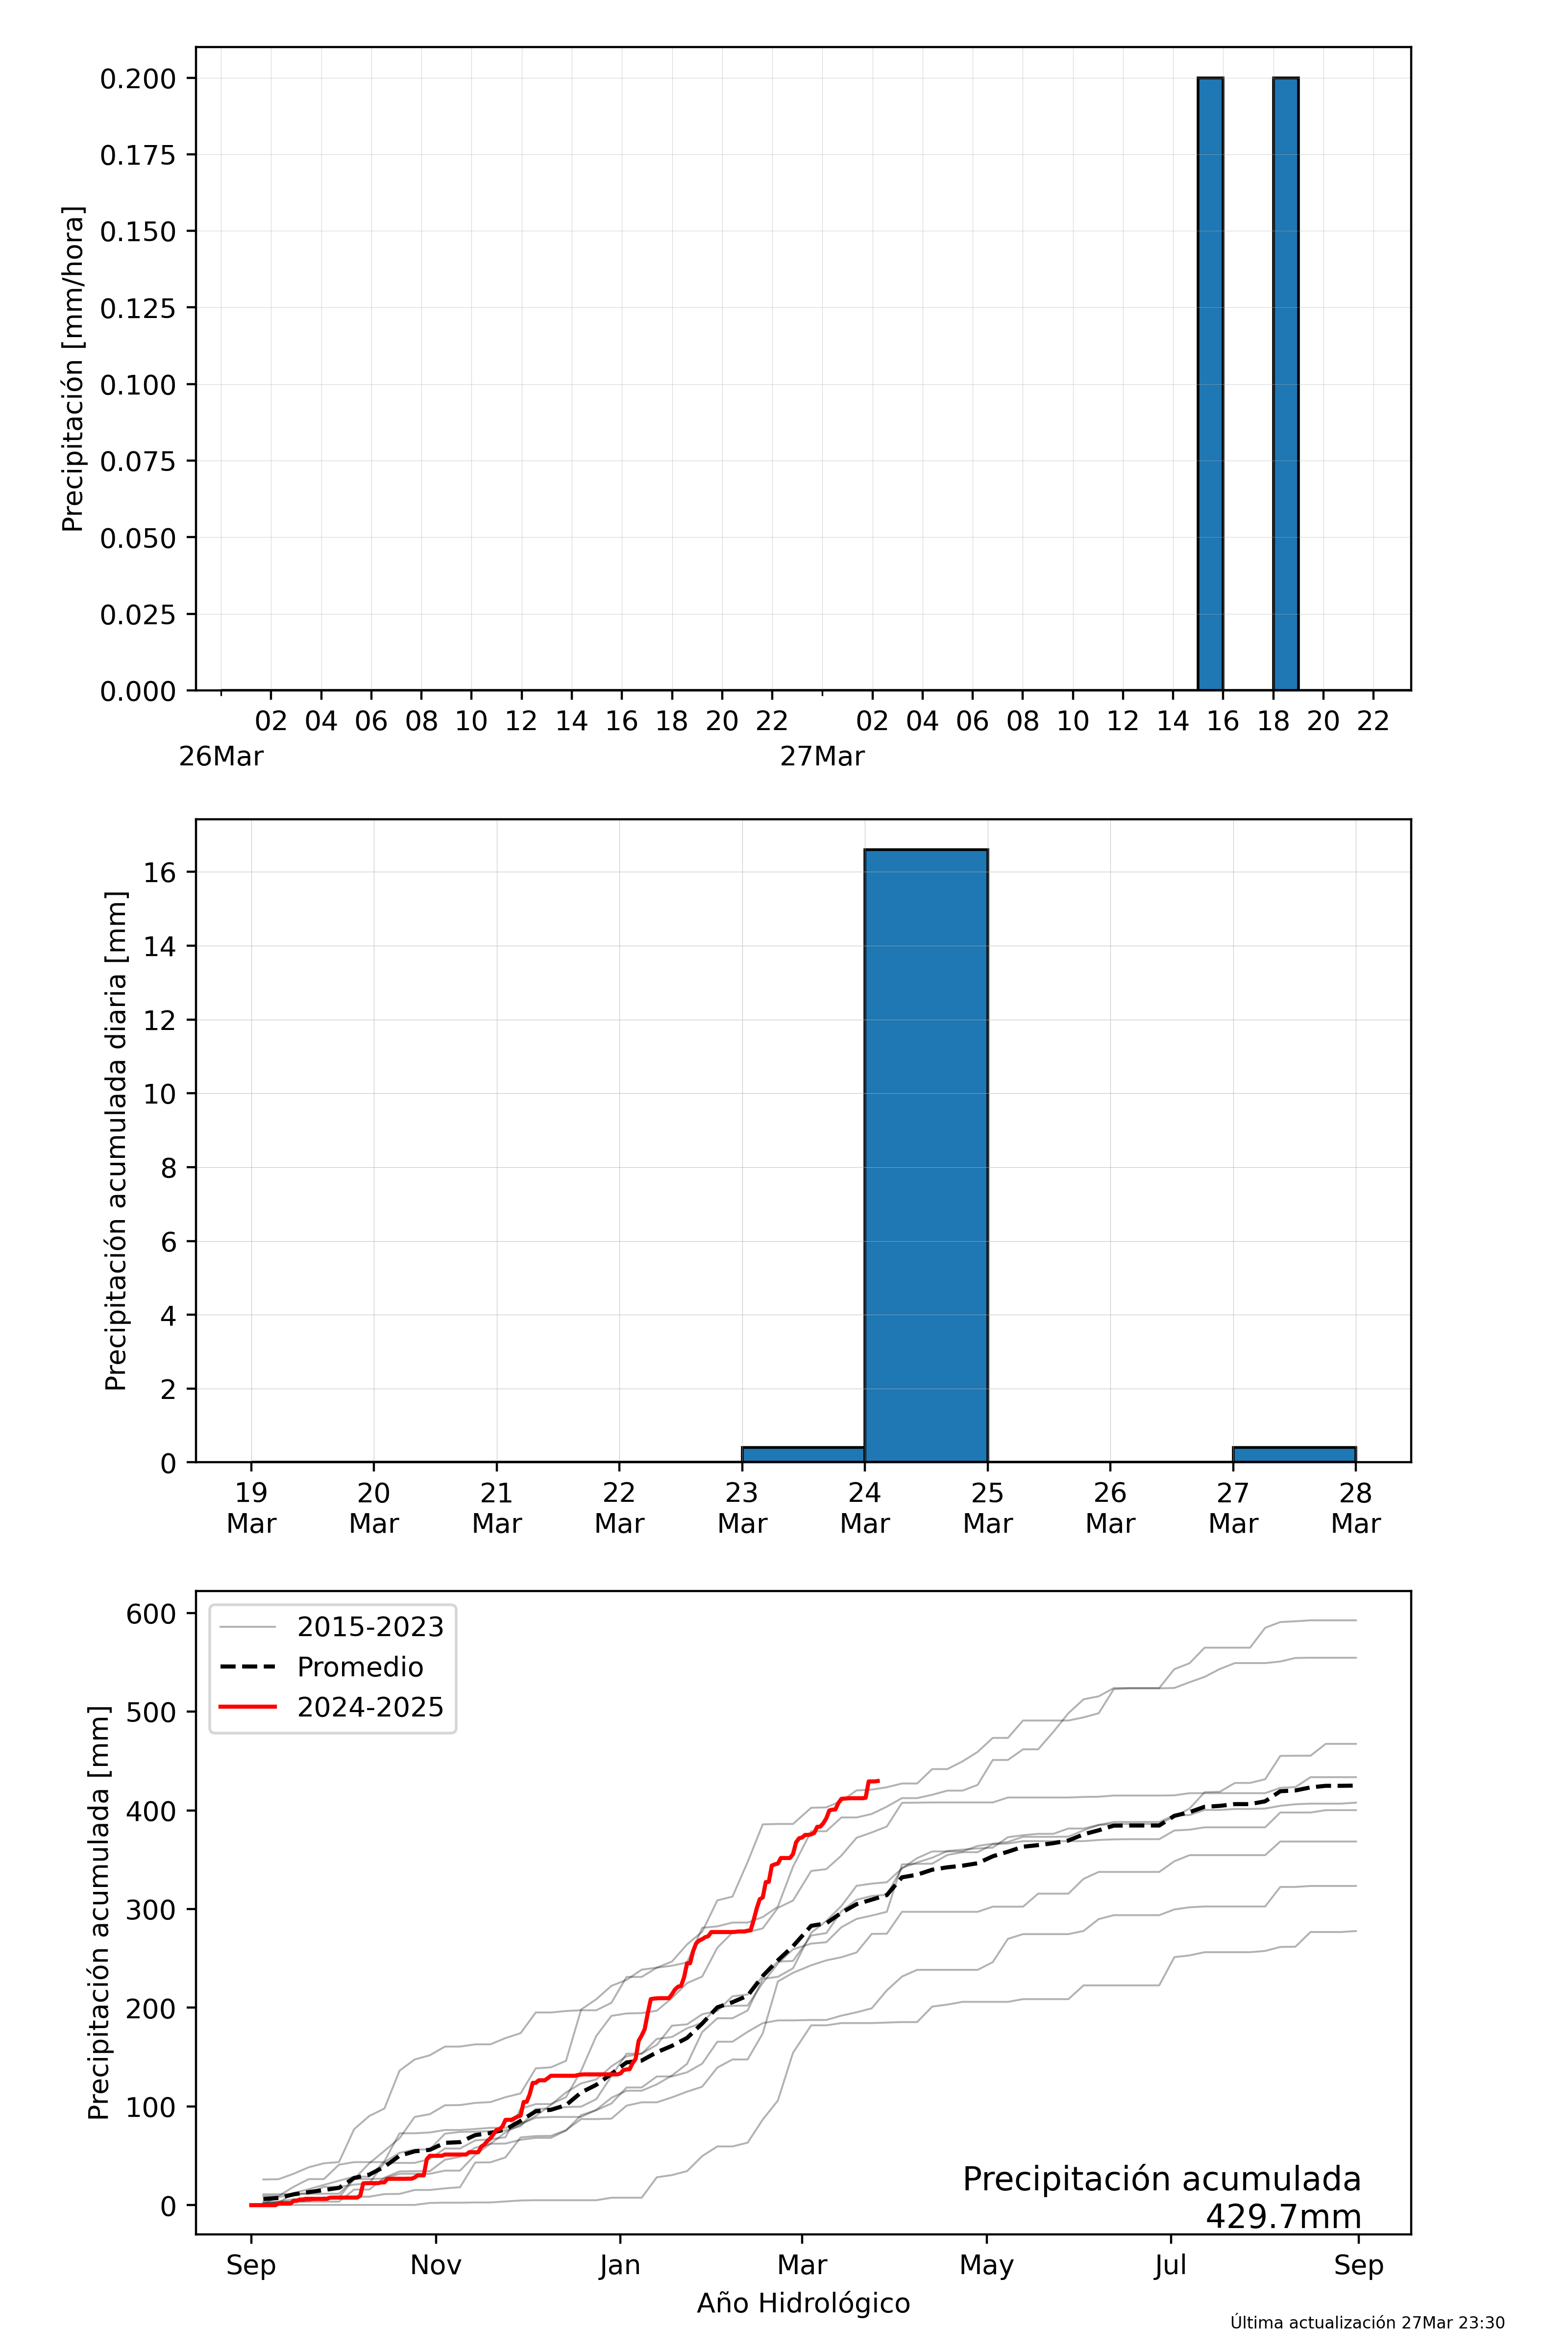 0.200
0.175
0.150
0.125
0.100
0.075
0.050
0.025
0.000
Precipitación [mm/hora]
02 04 06 08 10 12 14 16 18 20 22 02 04 06 08 10 12 14 16 18 20 22
26Mar 27Mar
16
14
12
10
8
6
4
2
0
Precipitación acumulada diaria [mm]
19 20 21 22 23 24 25 26 27 28
Mar Mar Mar Mar Mar Mar Mar Mar Mar Mar
600
500
400
300
200
100
0
Precipitación acumulada [mm]
2015-2023
Promedio
2024-2025
Precipitación acumulada
429.7mm
Sep Nov Jan Mar May Jul Sep
Año Hidrológico
Última actualización 27Mar 23:30